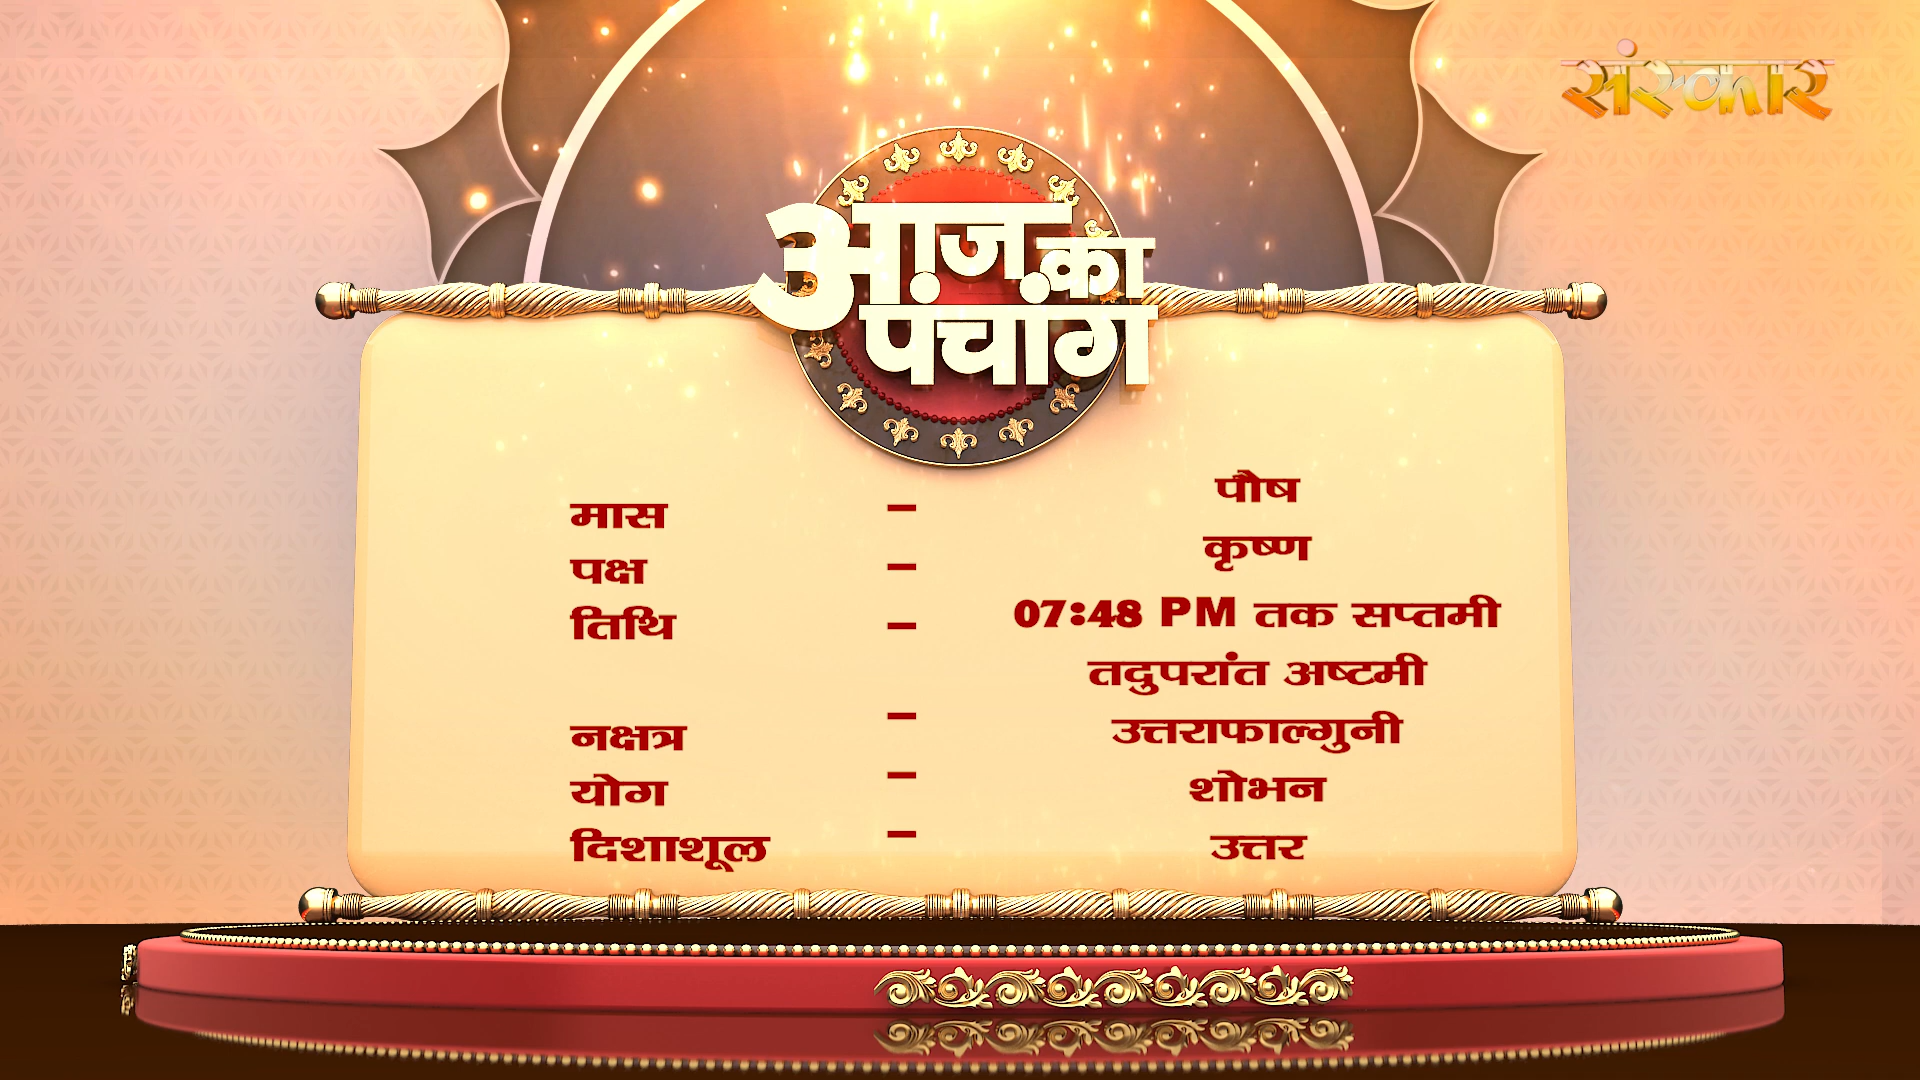 संस्कार
आज का
पंचांग
मास – पौष
पक्ष – कृष्ण
तिथि – 07:48 PM तक सप्तमी
तदुपरांत अष्टमी
नक्षत्र – उत्तराफाल्गुनी
योग – शोभन
दिशाशूल – उत्तर